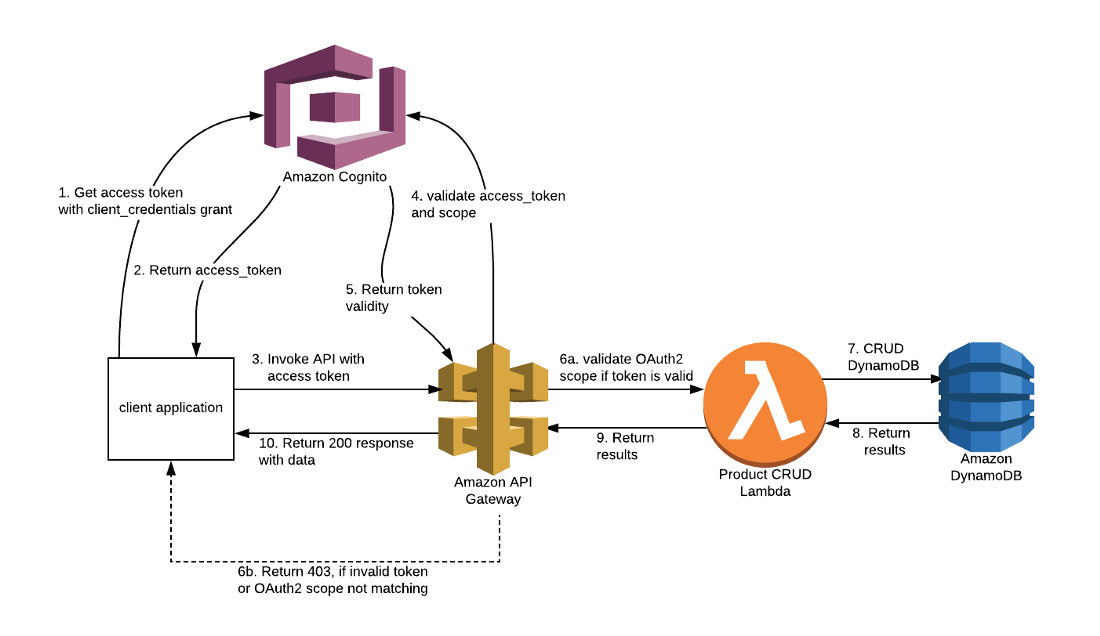 Amazon Cognito
1. Get access token
with client_credentials grant
4. validate access_token
and scope
2. Return access_token
5. Return token
validity
client application
3. Invoke API with
access token
6a. validate OAuth2
scope if token is valid
7. CRUD
DynamoDB
10. Return 200 response
with data
9. Return
results
8. Return
results
Amazon API
Gateway
Product CRUD
Lambda
Amazon
DynamoDB
6b. Return 403, if invalid token
or OAuth2 scope not matching